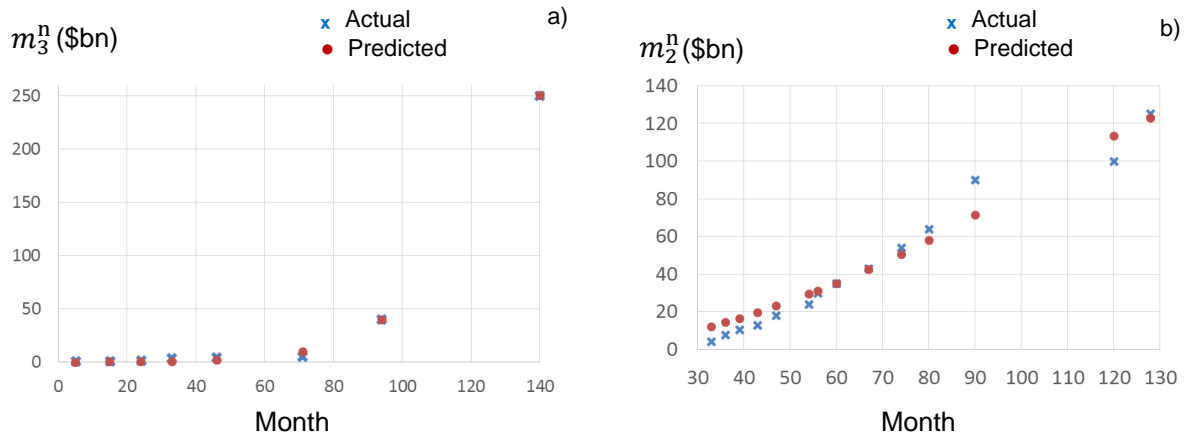 x Actual
a)
m₃ⁿ ($bn)
Predicted
250
200
150
100
50
0
0 20 40 60 80 100 120 140
Month
x Actual
b)
m₂ⁿ ($bn)
Predicted
140
120
100
80
60
40
20
0
30 40 50 60 70 80 90 100 110 120 130
Month